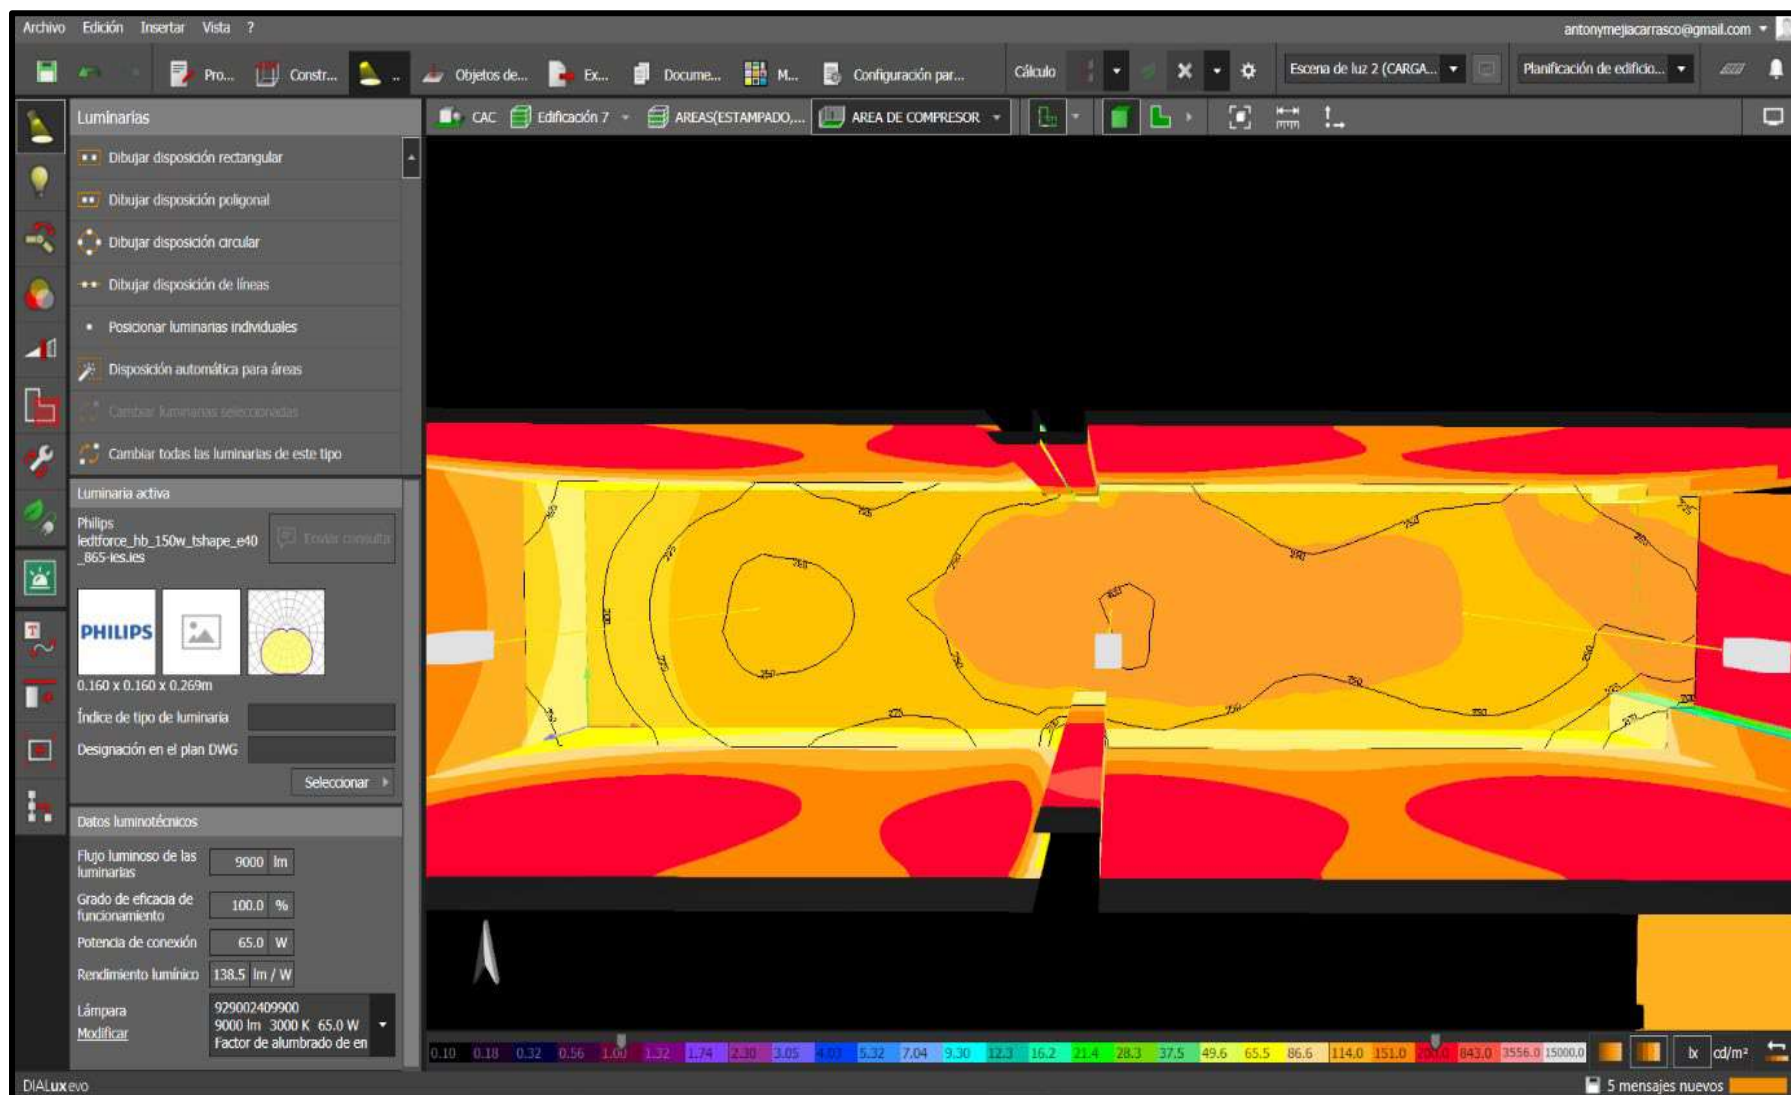 Archivo Edición Insertar Vista ?
antonymejiacarrasco@gmail.com
Pro... Constr... .. Objetos de... Ex... Docume... M... Configuración par... Cálculo Escena de luz 2 (CARGA... Planificación de edificio...
Luminarias
CAC Edificación 7 AREAS(ESTAMPADO,... AREA DE COMPRESOR
Dibujar disposición rectangular
Dibujar disposición poligonal
Dibujar disposición circular
Dibujar disposición de líneas
Posicionar luminarias individuales
Disposición automática para áreas
Cambiar luminarias seleccionadas
Cambiar todas las luminarias de este tipo
Luminaria activa
Philips
ledtforce_hb_150w_tshape_e40
_865-ies.ies
Enviar consulta
PHILIPS
0.160 x 0.160 x 0.269m
Índice de tipo de luminaria
Designación en el plan DWG
Seleccionar
Datos luminotécnicos
Flujo luminoso de las
luminarias
9000 lm
Grado de eficacia de
funcionamiento
100.0 %
Potencia de conexión 65.0 W
Rendimiento lumínico 138.5 lm / W
Lámpara
Modificar
929002409900
9000 lm 3000 K 65.0 W
Factor de alumbrado de en
0.10 0.18 0.32 0.56 1.00 1.32 1.74 2.30 3.05 4.03 5.32 7.04 9.30 12.3 16.2 21.4 28.3 37.5 49.6 65.5 86.6 114.0 151.0 200.0 843.0 3556.0 15000.0 lx cd/m²
DIALux evo
5 mensajes nuevos